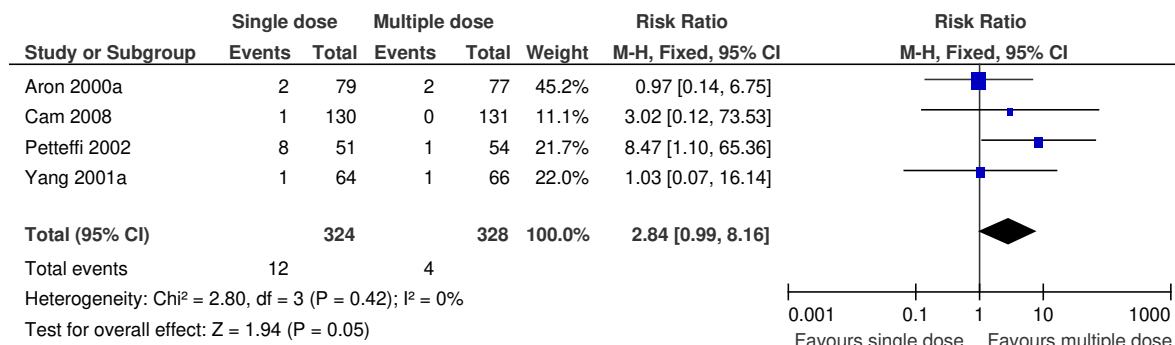 Single dose Multiple dose Risk Ratio Risk Ratio
Study or Subgroup Events Total Events Total Weight M-H, Fixed, 95% CI M-H, Fixed, 95% CI
Aron 2000a 2 79 2 77 45.2% 0.97 [0.14, 6.75]
Cam 2008 1 130 0 131 11.1% 3.02 [0.12, 73.53]
Petteffi 2002 8 51 1 54 21.7% 8.47 [1.10, 65.36]
Yang 2001a 1 64 1 66 22.0% 1.03 [0.07, 16.14]
Total (95% CI) 324 328 100.0% 2.84 [0.99, 8.16]
Total events 12 4
Heterogeneity: Chi² = 2.80, df = 3 (P = 0.42); I² = 0%
Test for overall effect: Z = 1.94 (P = 0.05)
0.001 0.1 1 10 1000
Favours single dose Favours multiple dose